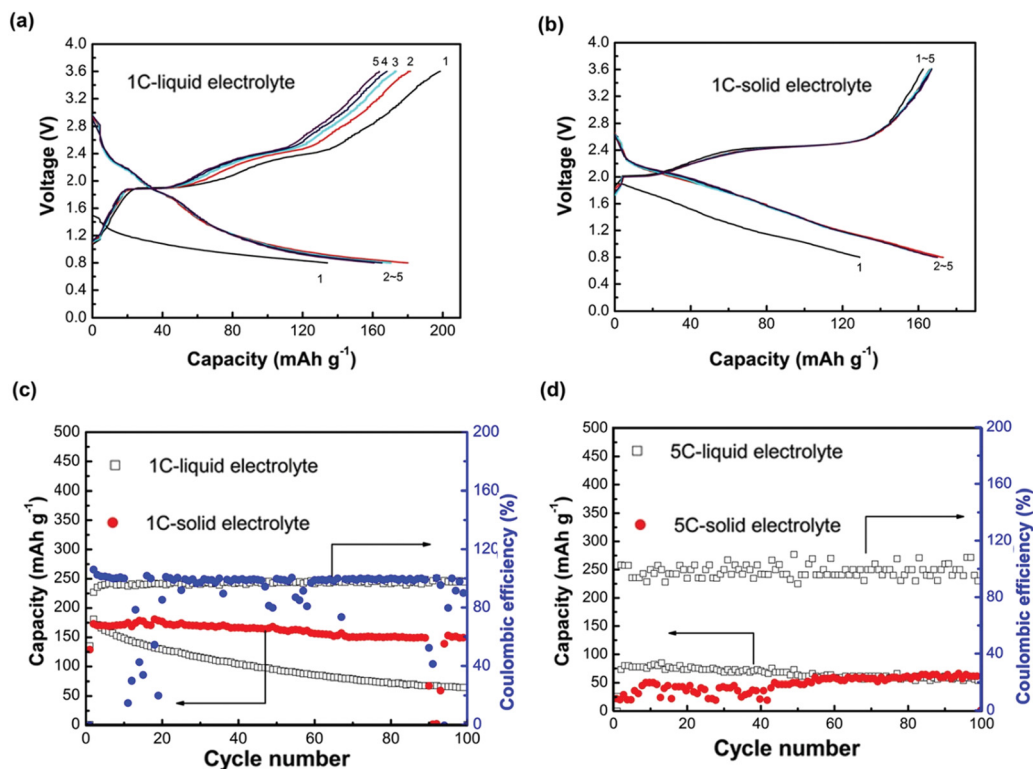 (a)
1C-liquid electrolyte
5 4 3 2 1
4.0
3.6
3.2
2.8
2.4
2.0
1.6
1.2
0.8
0.4
0.0
Voltage (V)
1
2~5
0 40 80 120 160 200
Capacity (mAh g⁻¹)
(b)
1C-solid electrolyte
1~5
4.0
3.6
3.2
2.8
2.4
2.0
1.6
1.2
0.8
0.4
0.0
Voltage (V)
1
2~5
0 40 80 120 160
Capacity (mAh g⁻¹)
(c)
500
450
400
350
300
250
200
150
100
50
0
Capacity (mAh g⁻¹)
1C-liquid electrolyte
1C-solid electrolyte
200
160
120
80
40
0
Coulombic efficiency (%)
0 20 40 60 80 100
Cycle number
(d)
500
450
400
350
300
250
200
150
100
50
0
Capacity (mAh g⁻¹)
5C-liquid electrolyte
5C-solid electrolyte
200
160
120
80
40
0
Coulombic efficiency (%)
0 20 40 60 80 100
Cycle number